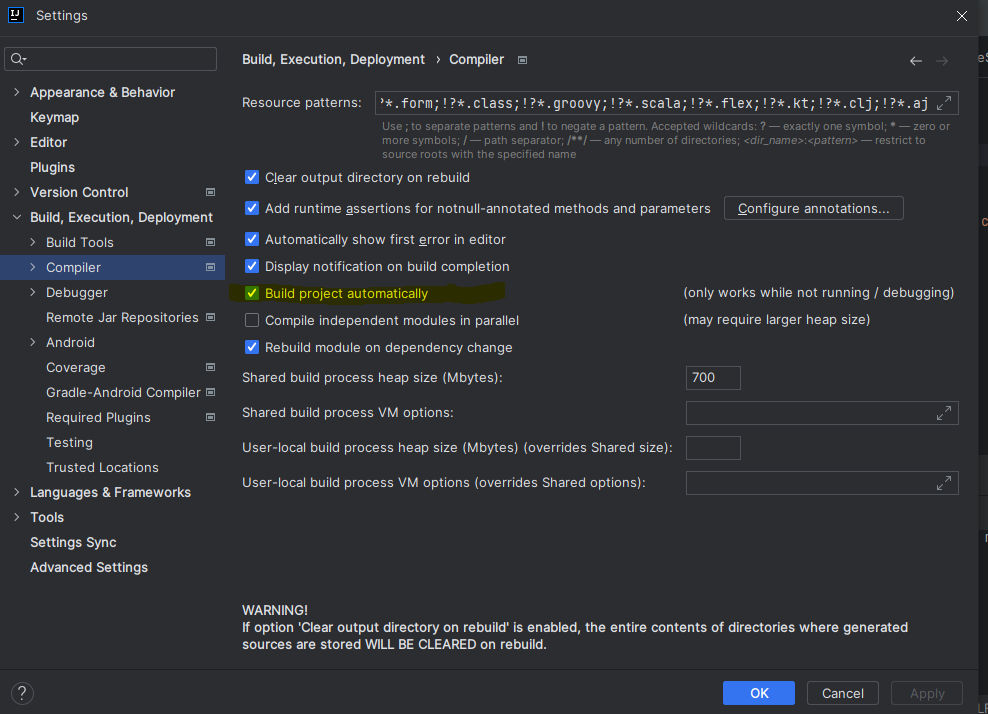 IJ Settings
Build, Execution, Deployment › Compiler
Appearance & Behavior
Keymap
Editor
Plugins
Version Control
Build, Execution, Deployment
Build Tools
Compiler
Debugger
Remote Jar Repositories
Android
Coverage
Gradle-Android Compiler
Required Plugins
Testing
Trusted Locations
Languages & Frameworks
Tools
Settings Sync
Advanced Settings
Resource patterns: ?*.form;!?*.class;!?*.groovy;!?*.scala;!?*.flex;!?*.kt;!?*.clj;!?*.aj
Use ; to separate patterns and ! to negate a pattern. Accepted wildcards: ? — exactly one symbol; * — zero or
more symbols; / — path separator; /**/ — any number of directories; <dir_name>:<pattern> — restrict to
source roots with the specified name
Clear output directory on rebuild
Add runtime assertions for notnull-annotated methods and parameters Configure annotations...
Automatically show first error in editor
Display notification on build completion
Build project automatically (only works while not running / debugging)
Compile independent modules in parallel (may require larger heap size)
Rebuild module on dependency change
Shared build process heap size (Mbytes): 700
Shared build process VM options:
User-local build process heap size (Mbytes) (overrides Shared size):
User-local build process VM options (overrides Shared options):
WARNING!
If option 'Clear output directory on rebuild' is enabled, the entire contents of directories where generated
sources are stored WILL BE CLEARED on rebuild.
? OK Cancel Apply